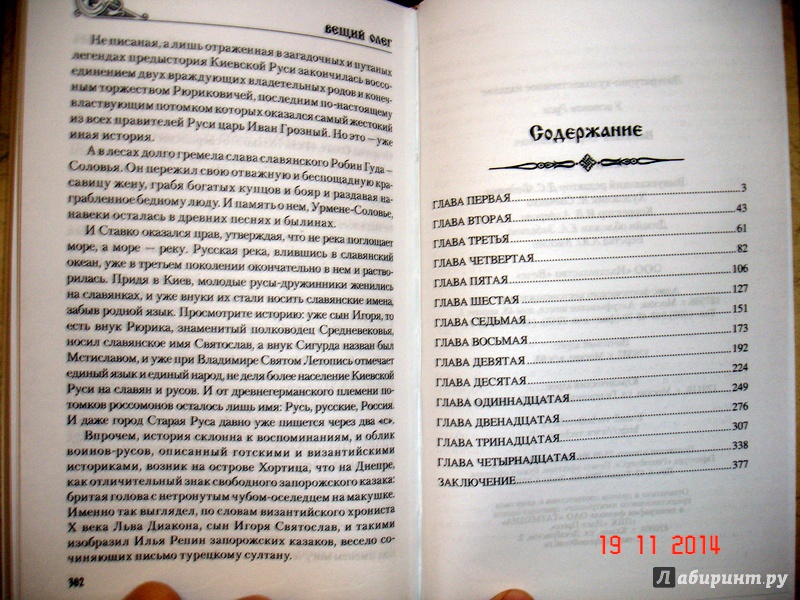 ВЕЩИЙ ОЛЕГ
Не писаная, а лишь отраженная в загадочных и путаных
легендах предыстория Киевской Руси закончилась воссо-
единением двух враждующих владетельных родов и конеч-
ным торжеством Рюриковичей, последним по-настоящему
властвующим потомком которых оказался самый жестокий
из всех правителей Руси царь Иван Грозный. Но это — уже
иная история.
А в лесах долго гремела слава славянского Робин Гуда –
Соловья. Он пережил свою отважную и беспощадную кра-
савицу жену, грабя богатых купцов и бояр и раздавая на-
грабленное бедному люду. И память о нем, Урмене-Соловье,
навеки осталась в древних песнях и былинах.
И Ставко оказался прав, утверждая, что не река поглощает
море, а море — реку. Русская река, влившись в славянский
океан, уже в третьем поколении окончательно в нем и раство-
рилась. Придя в Киев, молодые русы-дружинники женились
на славянках, и уже внуки их стали носить славянские имена,
забыв родной язык. Просмотрите историю: уже сын Игоря, то
есть внук Рюрика, знаменитый полководец Средневековья,
носил славянское имя Святослав, а внук Сигурда назван был
Мстиславом, и уже при Владимире Святом Летопись отмечает
единый язык и единый народ, не деля более население Киевской
Руси на славян и русов. И от древнегерманского племени по-
томков россомонов осталось лишь имя: Русь, русские, Россия.
И даже город Старая Руса давно уже пишется через два «с».
Впрочем, история склонна к воспоминаниям, и облик
воинов-русов, описанный готскими и византийскими
историками, возник на острове Хортица, что на Днепре,
как отличительный знак свободного запорожского казака:
бритая голова с нетронутым чубом-оселедцем на макушке.
Именно так выглядел, по словам византийского хрониста
X века Льва Диакона, сын Игоря Святослав, и такими
изобразил Илья Репин запорожских казаков, весело со-
чиняющих письмо турецкому султану.
382
Содержание
ГЛАВА ПЕРВАЯ 3
ГЛАВА ВТОРАЯ 43
ГЛАВА ТРЕТЬЯ 61
ГЛАВА ЧЕТВЕРТАЯ 82
ГЛАВА ПЯТАЯ 106
ГЛАВА ШЕСТАЯ 127
ГЛАВА СЕДЬМАЯ 151
ГЛАВА ВОСЬМАЯ 173
ГЛАВА ДЕВЯТАЯ 192
ГЛАВА ДЕСЯТАЯ 224
ГЛАВА ОДИННАДЦАТАЯ 249
ГЛАВА ДВЕНАДЦАТАЯ 276
ГЛАВА ТРИНАДЦАТАЯ 307
ГЛАВА ЧЕТЫРНАДЦАТАЯ 338
ЗАКЛЮЧЕНИЕ 377
19 11 2014
Лабиринт.ру